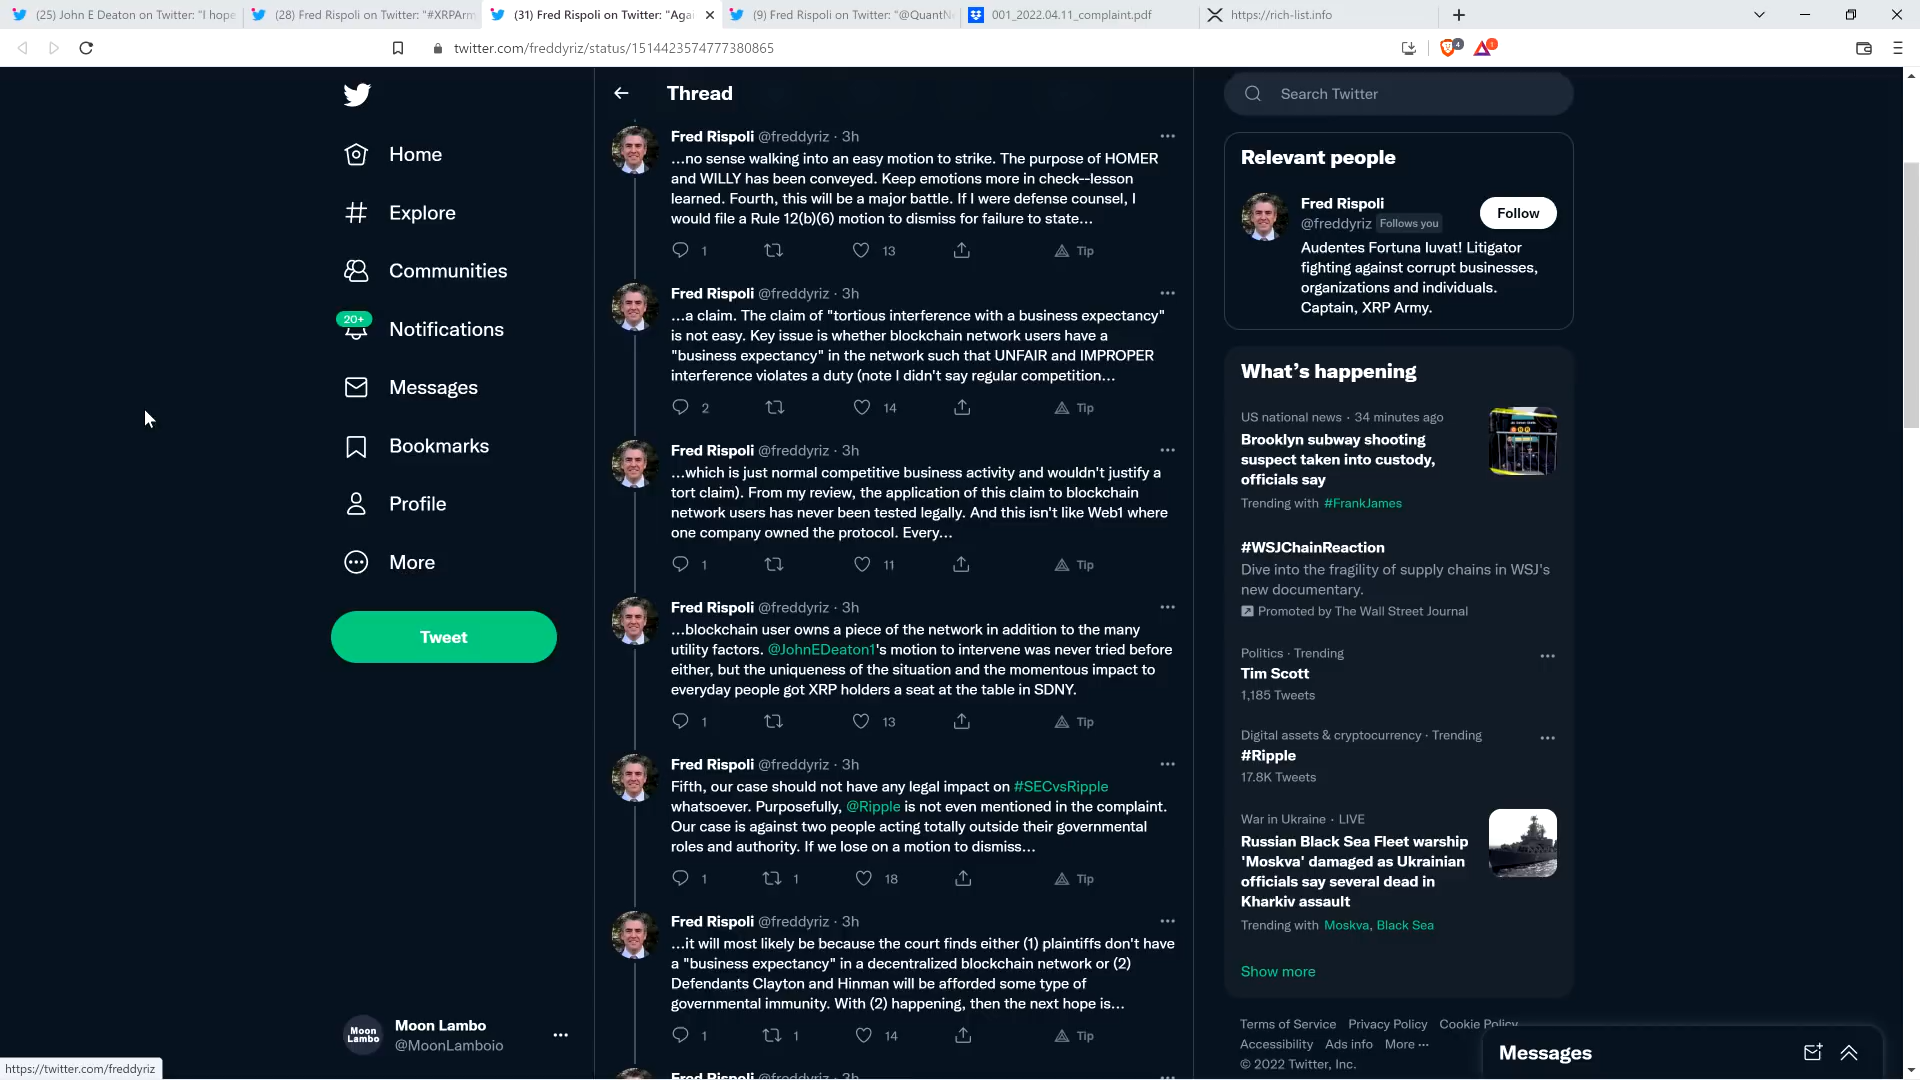 (25) John E Deaton on Twitter: "I hope
(28) Fred Rispoli on Twitter: "#XRPArm
(31) Fred Rispoli on Twitter: "Agai
(9) Fred Rispoli on Twitter: "@QuantNe
001_2022.04.11_complaint.pdf
https://rich-list.info
twitter.com/freddyriz/status/1514423574777380865
4
1
Home
Explore
Communities
20+
Notifications
Messages
Bookmarks
Profile
More
Tweet
Moon
Lambo
Moon Lambo
@MoonLamboio
https://twitter.com/freddyriz
Thread
Fred Rispoli @freddyriz · 3h
...no sense walking into an easy motion to strike. The purpose of HOMER
and WILLY has been conveyed. Keep emotions more in check--lesson
learned. Fourth, this will be a major battle. If I were defense counsel, I
would file a Rule 12(b)(6) motion to dismiss for failure to state...
1 13 Tip
Fred Rispoli @freddyriz · 3h
...a claim. The claim of "tortious interference with a business expectancy"
is not easy. Key issue is whether blockchain network users have a
"business expectancy" in the network such that UNFAIR and IMPROPER
interference violates a duty (note I didn't say regular competition...
2 14 Tip
Fred Rispoli @freddyriz · 3h
...which is just normal competitive business activity and wouldn't justify a
tort claim). From my review, the application of this claim to blockchain
network users has never been tested legally. And this isn't like Web1 where
one company owned the protocol. Every...
1 11 Tip
Fred Rispoli @freddyriz · 3h
...blockchain user owns a piece of the network in addition to the many
utility factors. @JohnEDeaton1's motion to intervene was never tried before
either, but the uniqueness of the situation and the momentous impact to
everyday people got XRP holders a seat at the table in SDNY.
1 13 Tip
Fred Rispoli @freddyriz · 3h
Fifth, our case should not have any legal impact on #SECvsRipple
whatsoever. Purposefully, @Ripple is not even mentioned in the complaint.
Our case is against two people acting totally outside their governmental
roles and authority. If we lose on a motion to dismiss...
1 1 18 Tip
Fred Rispoli @freddyriz · 3h
...it will most likely be because the court finds either (1) plaintiffs don't have
a "business expectancy" in a decentralized blockchain network or (2)
Defendants Clayton and Hinman will be afforded some type of
governmental immunity. With (2) happening, then the next hope is...
1 1 14 Tip
Fred Rispoli @freddyriz · 3h
Search Twitter
Relevant people
Fred Rispoli
@freddyriz Follows you
Follow
Audentes Fortuna Iuvat! Litigator
fighting against corrupt businesses,
organizations and individuals.
Captain, XRP Army.
What's happening
US national news · 34 minutes ago
Brooklyn subway shooting
suspect taken into custody,
officials say
Trending with #FrankJames
#WSJChainReaction
Dive into the fragility of supply chains in WSJ's
new documentary.
Promoted by The Wall Street Journal
Politics · Trending
Tim Scott
1,185 Tweets
Digital assets & cryptocurrency · Trending
#Ripple
17.8K Tweets
War in Ukraine · LIVE
Russian Black Sea Fleet warship
'Moskva' damaged as Ukrainian
officials say several dead in
Kharkiv assault
Trending with Moskva, Black Sea
Show more
Terms of Service Privacy Policy Cookie Policy
Accessibility Ads info More ...
© 2022 Twitter, Inc.
Messages